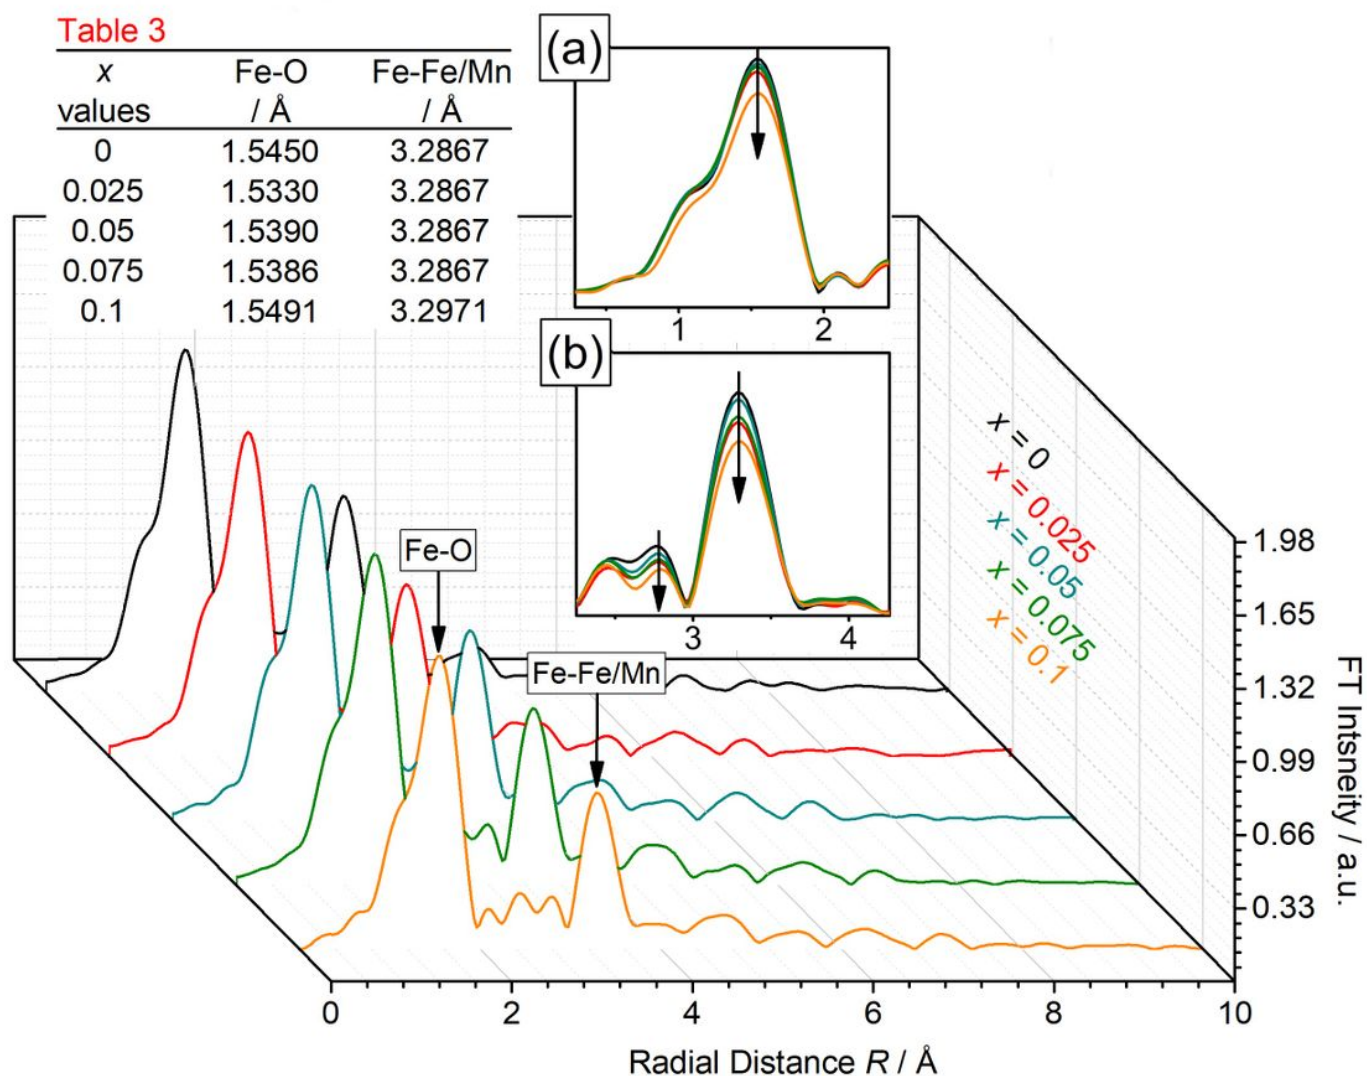 Table 3
x Fe-O Fe-Fe/Mn
values / Å / Å
0 1.5450 3.2867
0.025 1.5330 3.2867
0.05 1.5390 3.2867
0.075 1.5386 3.2867
0.1 1.5491 3.2971
(a)
1 2
(b)
3 4
x = 0
x = 0.025
x = 0.05
x = 0.075
x = 0.1
Fe-O
Fe-Fe/Mn
1.98
1.65
1.32
0.99
0.66
0.33
FT Intsneity / a.u.
0 2 4 6 8 10
Radial Distance R / Å